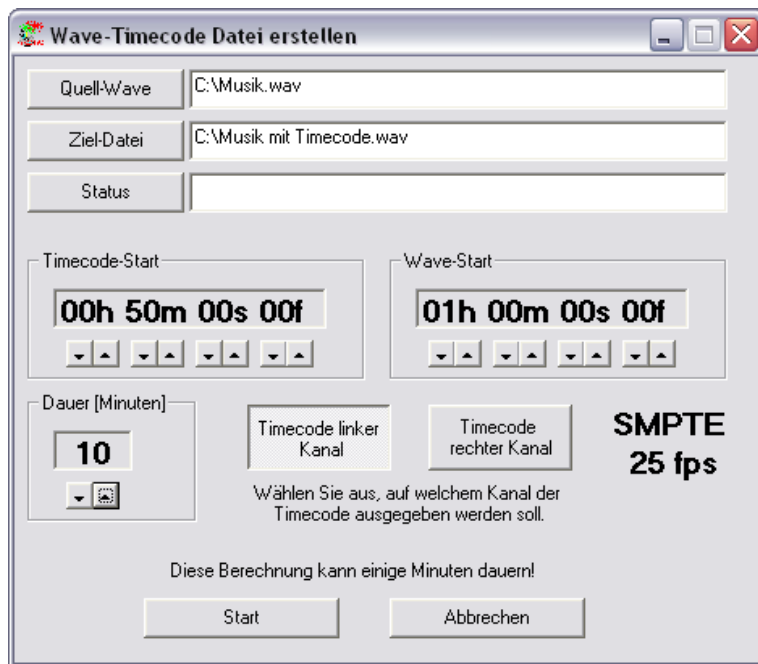 Wave-Timecode Datei erstellen
Quell-Wave C:\Musik.wav
Ziel-Datei C:\Musik mit Timecode.wav
Status
Timecode-Start
00h 50m 00s 00f
Wave-Start
01h 00m 00s 00f
Dauer [Minuten]
10
Timecode linker
Kanal
Timecode
rechter Kanal
SMPTE
25 fps
Wählen Sie aus, auf welchem Kanal der
Timecode ausgegeben werden soll.
Diese Berechnung kann einige Minuten dauern!
Start
Abbrechen